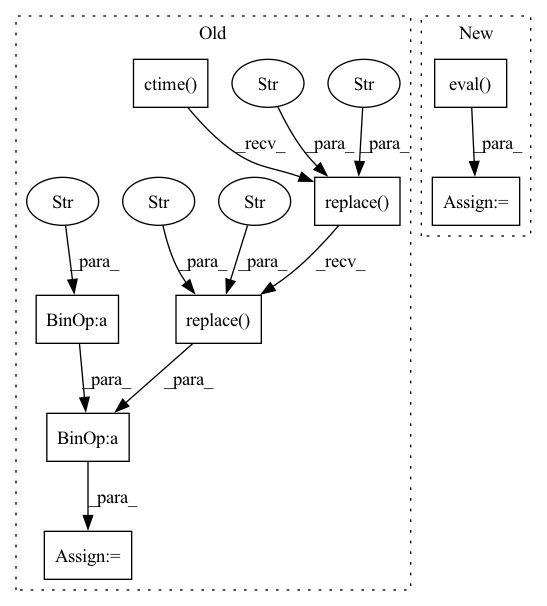 Old
New
ctime()
Str
Str
eval()
_recv_
_para_
_para_
_para_
Str
Str
Str
replace()
Assign:=
_para_
_para_
_para_
_recv_
BinOp:a
replace()
_para_
_para_
BinOp:a
_para_
Assign:=